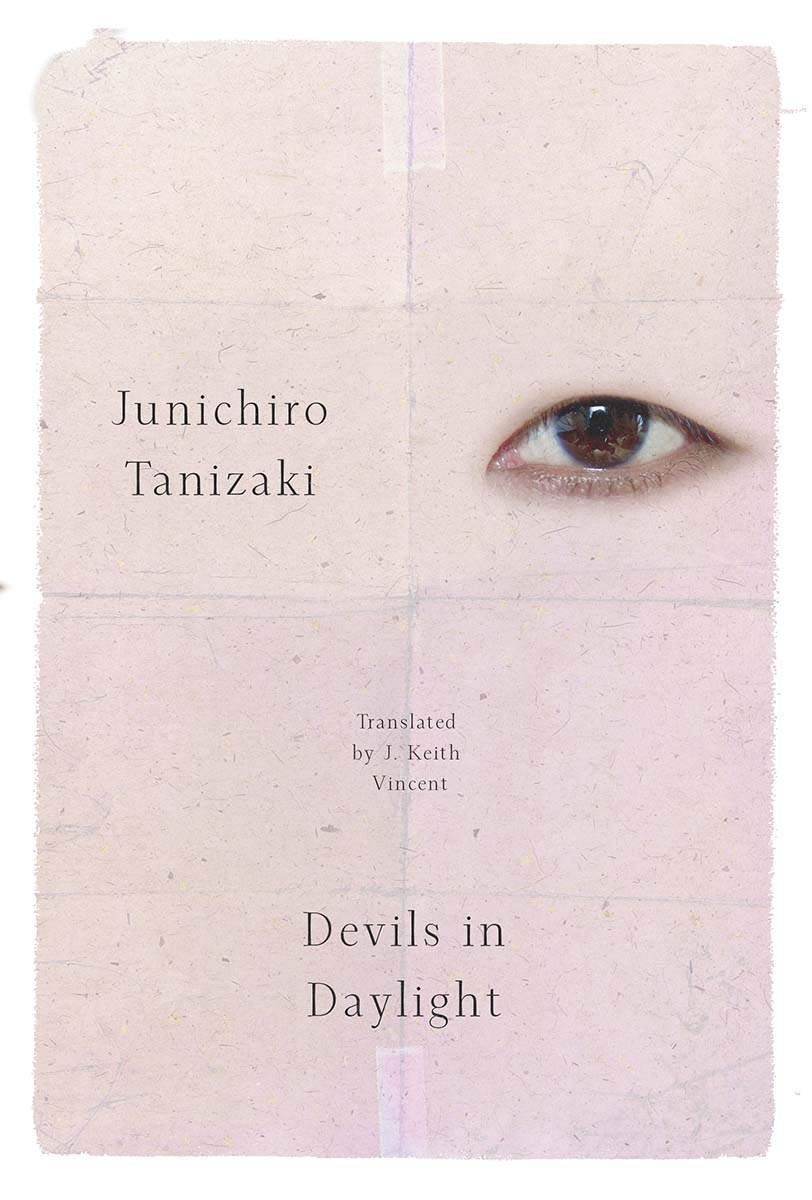 Junichiro
Tanizaki
Translated
by J. Keith
Vincent
Devils in
Daylight